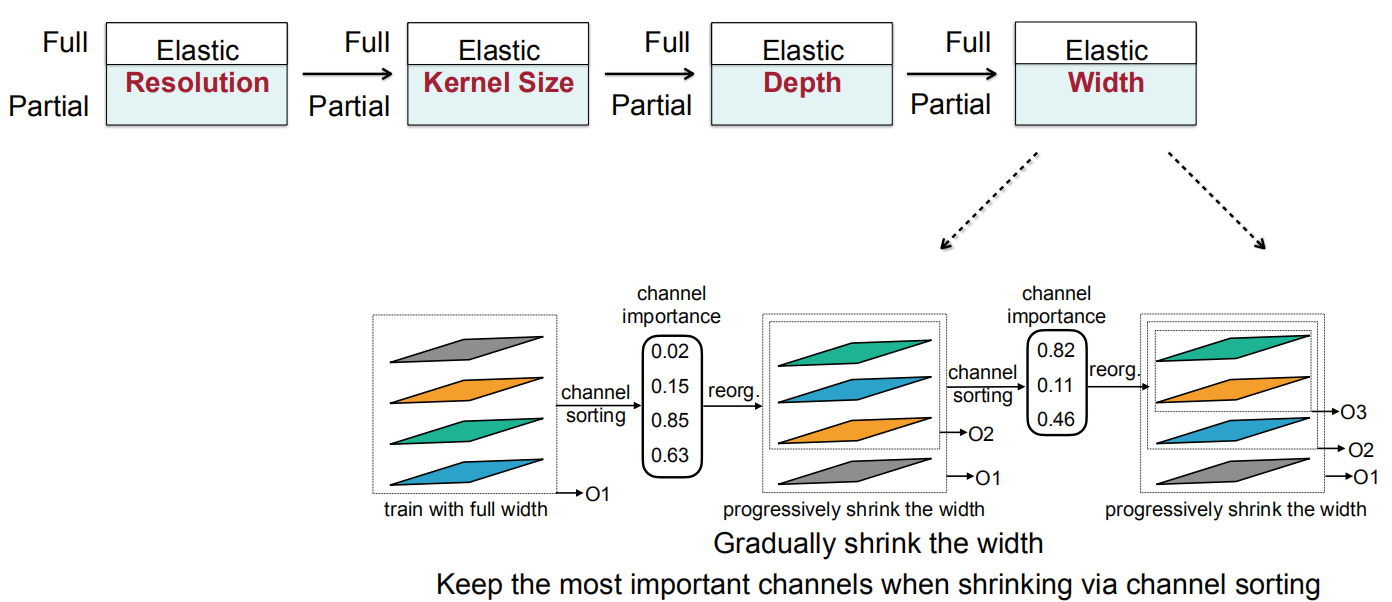 Full
Partial
Elastic
Resolution
Full
Partial
Elastic
Kernel Size
Full
Partial
Elastic
Depth
Full
Partial
Elastic
Width
train with full width
O1
channel
sorting
channel
importance
0.02
0.15
0.85
0.63
reorg.
O2
O1
progressively shrink the width
channel
sorting
channel
importance
0.82
0.11
0.46
reorg.
O3
O2
O1
progressively shrink the width
Gradually shrink the width
Keep the most important channels when shrinking via channel sorting